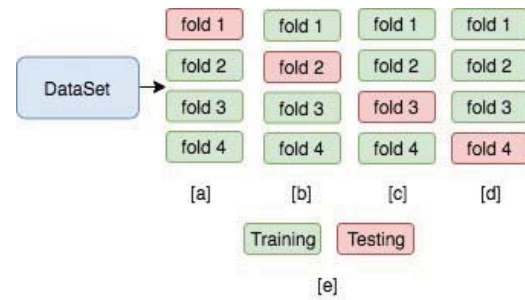 fold 1 fold 1 fold 1 fold 1
fold 2 fold 2 fold 2 fold 2
DataSet
fold 3 fold 3 fold 3 fold 3
fold 4 fold 4 fold 4 fold 4
[a] [b] [c] [d]
Training Testing
[e]